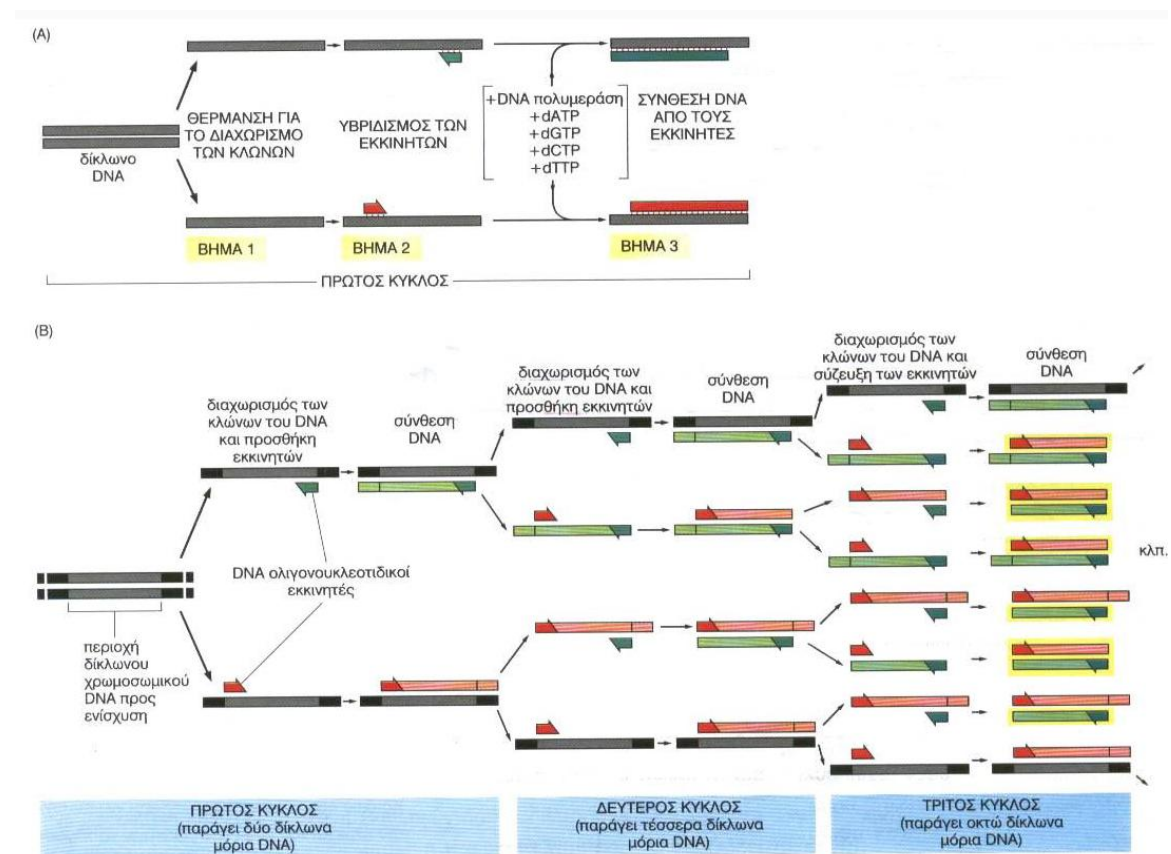 (A)
ΘΕΡΜΑΝΣΗ ΓΙΑ
ΤΟ ΔΙΑΧΩΡΙΣΜΟ
ΤΩΝ ΚΛΩΝΩΝ
ΥΒΡΙΔΙΣΜΟΣ ΤΩΝ
ΕΚΚΙΝΗΤΩΝ
+DNA πολυμεράση
+dATP
+dGTP
+dCTP
+dTTP
ΣΥΝΘΕΣΗ DNA
ΑΠΟ ΤΟΥΣ
ΕΚΚΙΝΗΤΕΣ
δίκλωνο
DNA
ΒΗΜΑ 1
ΒΗΜΑ 2
ΒΗΜΑ 3
ΠΡΩΤΟΣ ΚΥΚΛΟΣ
(B)
διαχωρισμός των
κλώνων του DNA
και προσθήκη
εκκινητών
σύνθεση
DNA
διαχωρισμός των
κλώνων του DNA και
προσθήκη εκκινητών
σύνθεση
DNA
διαχωρισμός των
κλώνων του DNA και
σύζευξη των εκκινητών
σύνθεση
DNA
DNA ολιγονουκλεοτιδικοί
εκκινητές
κλπ.
περιοχή
δίκλωνου
χρωμοσωμικού
DNA προς
ενίσχυση
ΠΡΩΤΟΣ ΚΥΚΛΟΣ
(παράγει δύο δίκλωνα
μόρια DNA)
ΔΕΥΤΕΡΟΣ ΚΥΚΛΟΣ
(παράγει τέσσερα δίκλωνα
μόρια DNA)
ΤΡΙΤΟΣ ΚΥΚΛΟΣ
(παράγει οκτώ δίκλωνα
μόρια DNA)